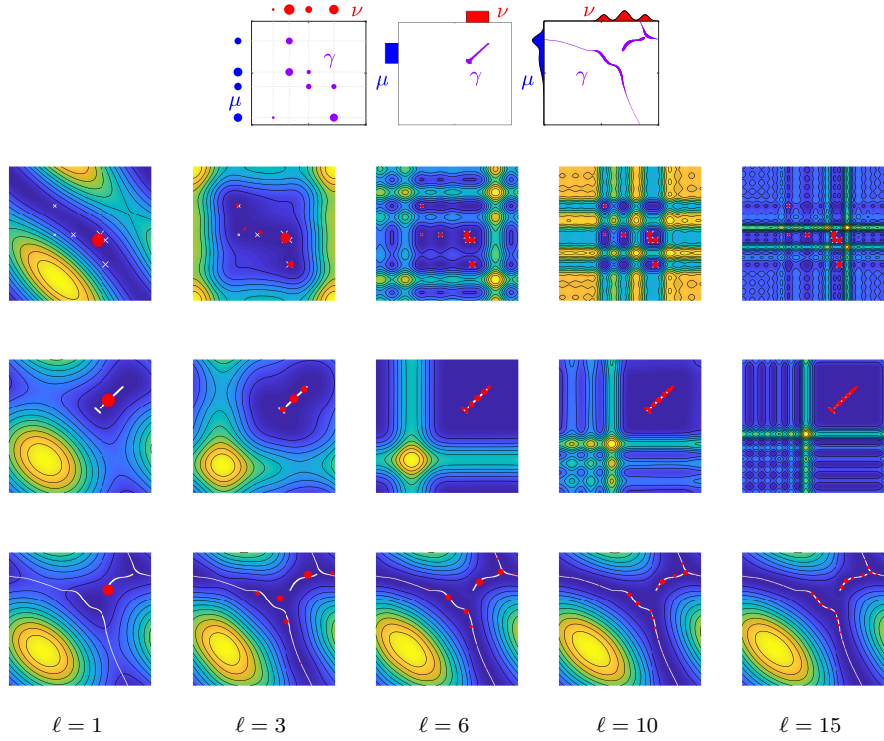 ν ν ν
γ
μ μ γ μ γ
ℓ = 1 ℓ = 3 ℓ = 6 ℓ = 10 ℓ = 15